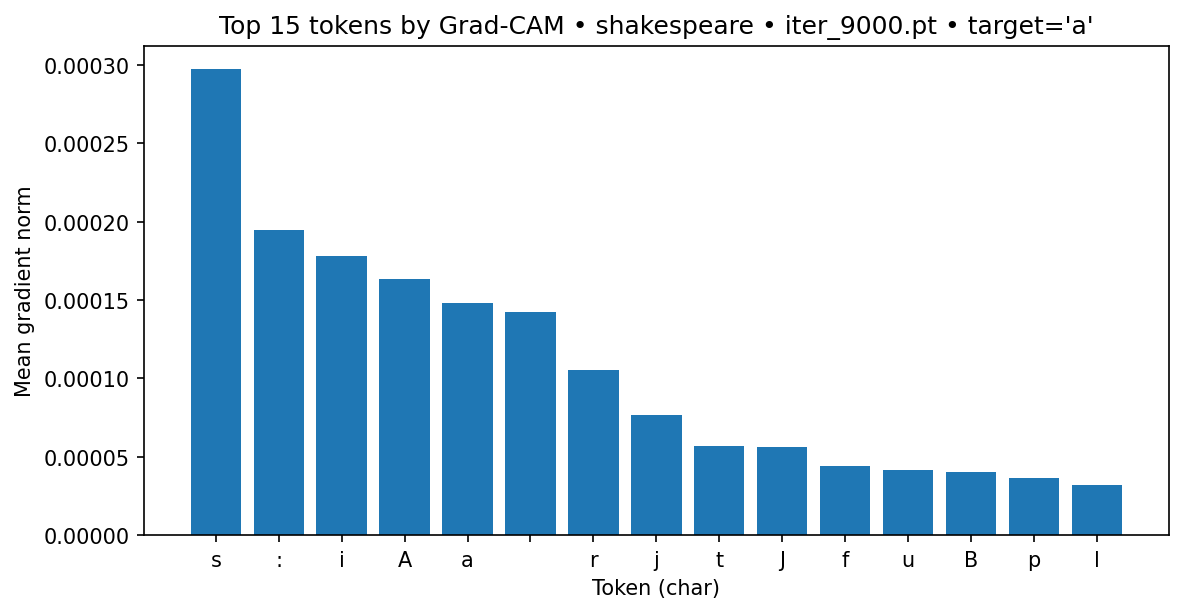 Top 15 tokens by Grad-CAM • shakespeare • iter_9000.pt • target='a'
Mean gradient norm
0.00030
0.00025
0.00020
0.00015
0.00010
0.00005
0.00000
s : i A a r j t J f u B p l
Token (char)